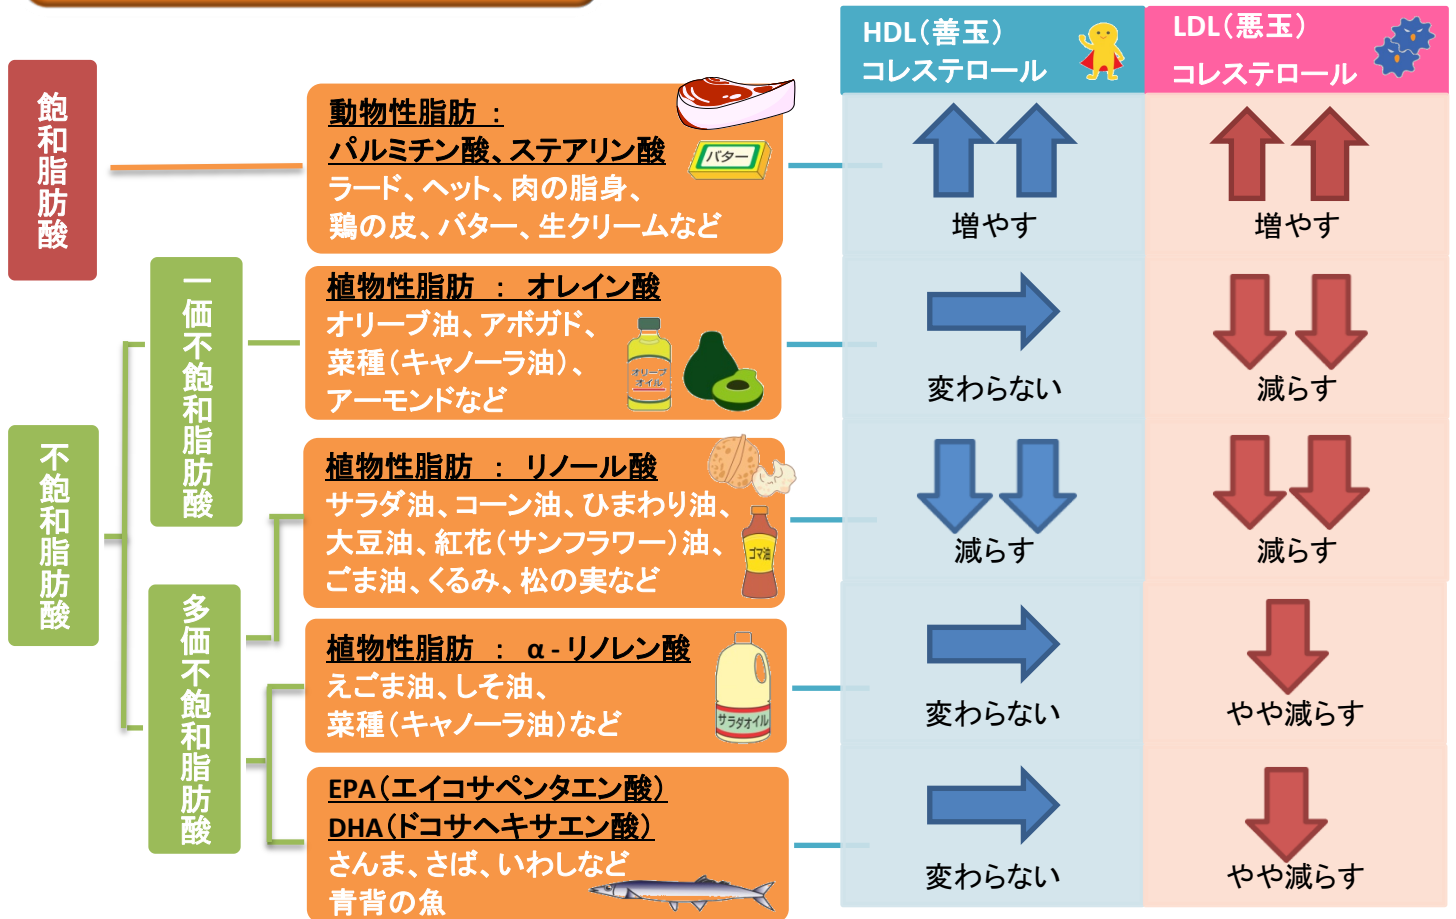 HDL(善玉)
コレステロール
LDL(悪玉)
コレステロール
飽和脂肪酸
動物性脂肪 ：
パルミチン酸、ステアリン酸
ラード、ヘット、肉の脂身、
鶏の皮、バター、生クリームなど
バター
増やす
増やす
不飽和脂肪酸
一価不飽和脂肪酸
植物性脂肪 ： オレイン酸
オリーブ油、アボガド、
菜種（キャノーラ油）、
アーモンドなど
オリーブ
オイル
変わらない
減らす
多価不飽和脂肪酸
植物性脂肪 ： リノール酸
サラダ油、コーン油、ひまわり油、
大豆油、紅花（サンフラワー）油、
ごま油、くるみ、松の実など
ゴマ油
減らす
減らす
植物性脂肪 ： α-リノレン酸
えごま油、しそ油、
菜種（キャノーラ油）など
サラダオイル
変わらない
やや減らす
EPA（エイコサペンタエン酸）
DHA（ドコサヘキサエン酸）
さんま、さば、いわしなど
青背の魚
変わらない
やや減らす